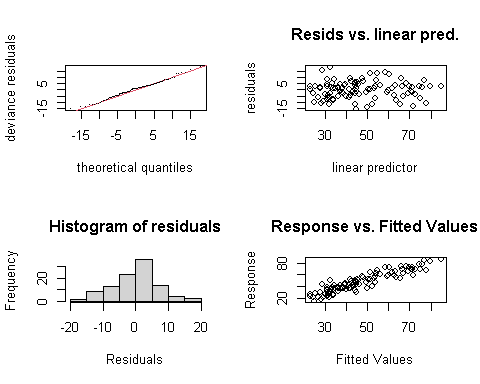 deviance residuals
5
-15
-15
-5
5
15
theoretical quantiles
Resids vs. linear pred.
residuals
5
-15
30
50
70
linear predictor
Histogram of residuals
Frequency
20
0
-20
-10
0
10
20
Residuals
Response vs. Fitted Values
Response
80
20
30
50
70
Fitted Values